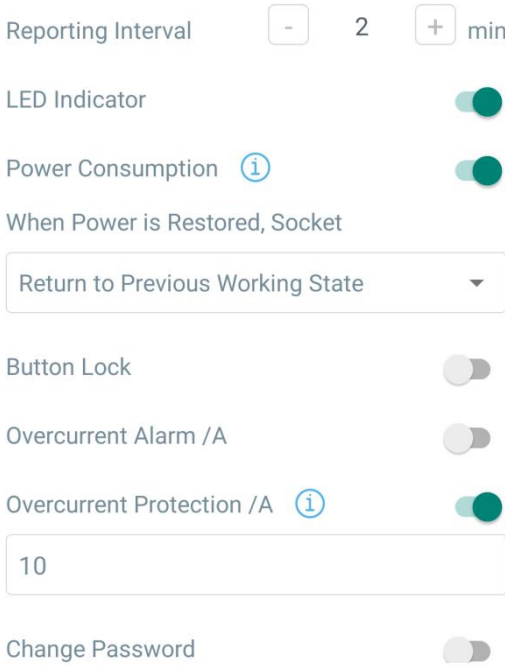 Reporting Interval - 2 + min
LED Indicator
Power Consumption i
When Power is Restored, Socket
Return to Previous Working State
Button Lock
Overcurrent Alarm /A
Overcurrent Protection /A i
10
Change Password